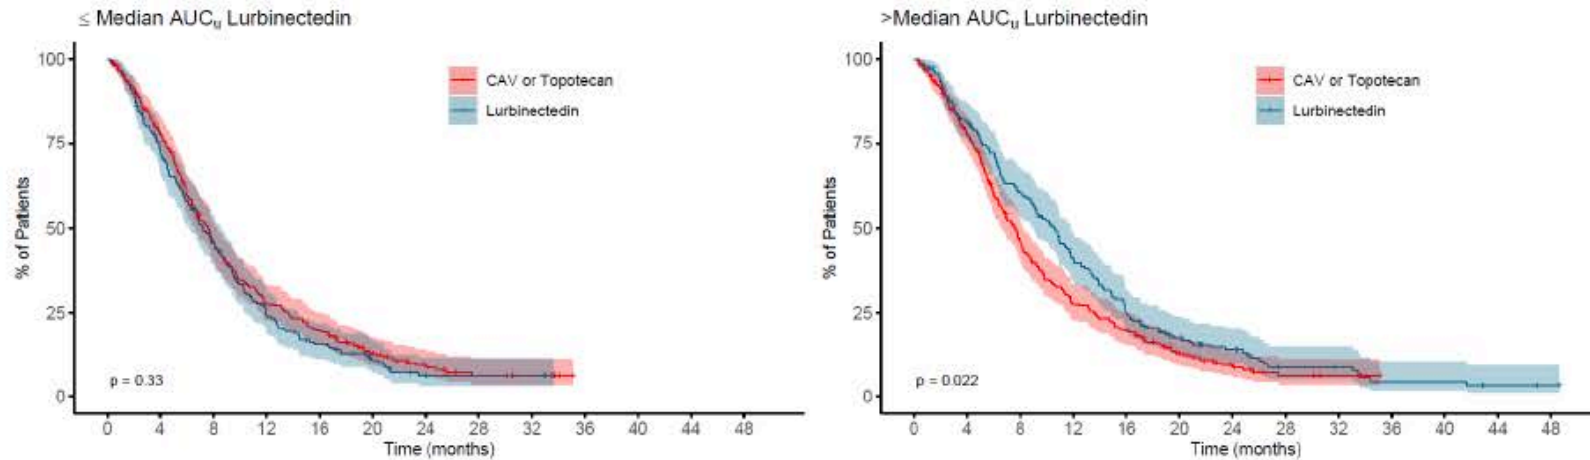 ≤ Median AUCu Lurbinectedin
100
75
50
25
0
% of Patients
CAV or Topotecan
Lurbinectedin
p = 0.33
0 4 8 12 16 20 24 28 32 36 40 44 48
Time (months)
>Median AUCu Lurbinectedin
100
75
50
25
0
% of Patients
CAV or Topotecan
Lurbinectedin
p = 0.022
0 4 8 12 16 20 24 28 32 36 40 44 48
Time (months)